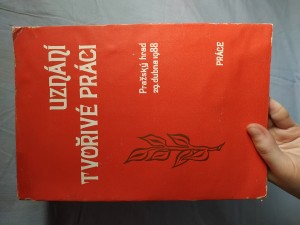 UZNÁNÍ
TVOŘIVÉ PRÁCI
Pražský hrad
29. dubna 1988
PRÁCE